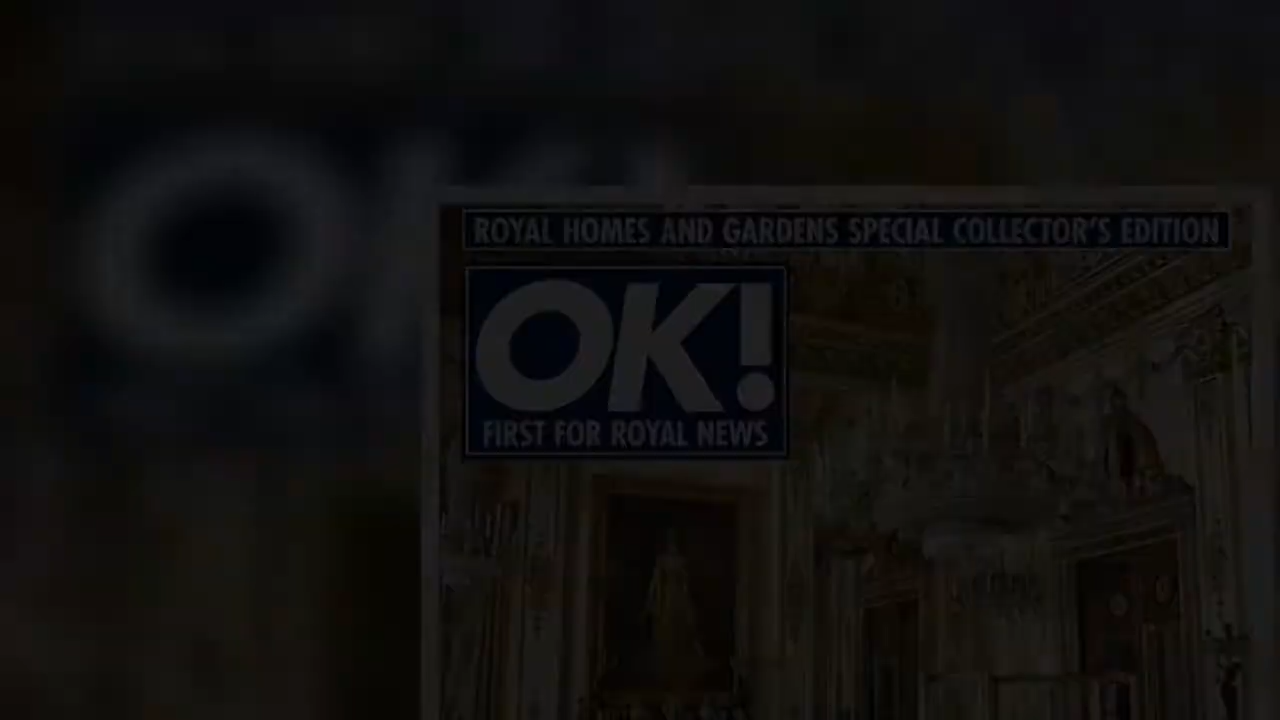 ROYAL HOMES AND GARDENS SPECIAL COLLECTOR'S EDITION
OK!
FIRST FOR ROYAL NEWS